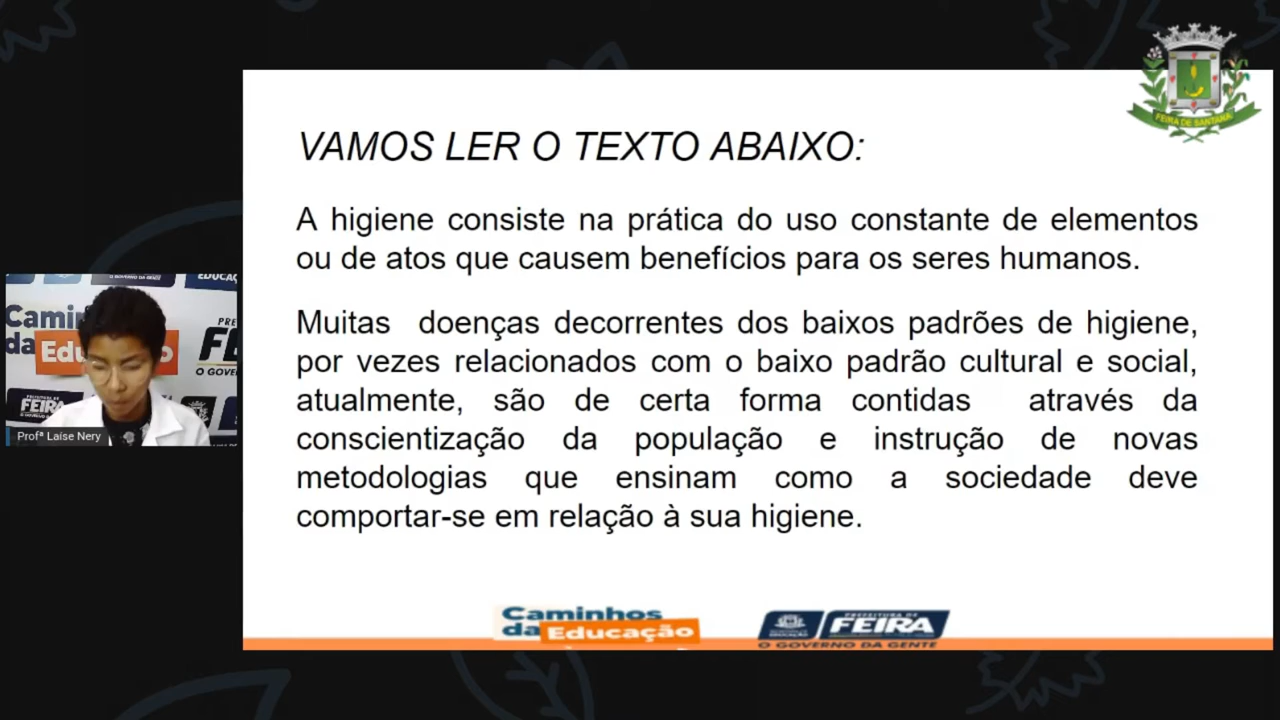 FEIRA DE SANTANA
VAMOS LER O TEXTO ABAIXO:
A higiene consiste na prática do uso constante de elementos
ou de atos que causem benefícios para os seres humanos.
Muitas doenças decorrentes dos baixos padrões de higiene,
por vezes relacionados com o baixo padrão cultural e social,
atualmente, são de certa forma contidas através da
conscientização da população e instrução de novas
metodologias que ensinam como a sociedade deve
comportar-se em relação à sua higiene.
Profª Laíse Nery
Caminhos
da Educação
PREFEITURA DE
FEIRA
O GOVERNO DA GENTE